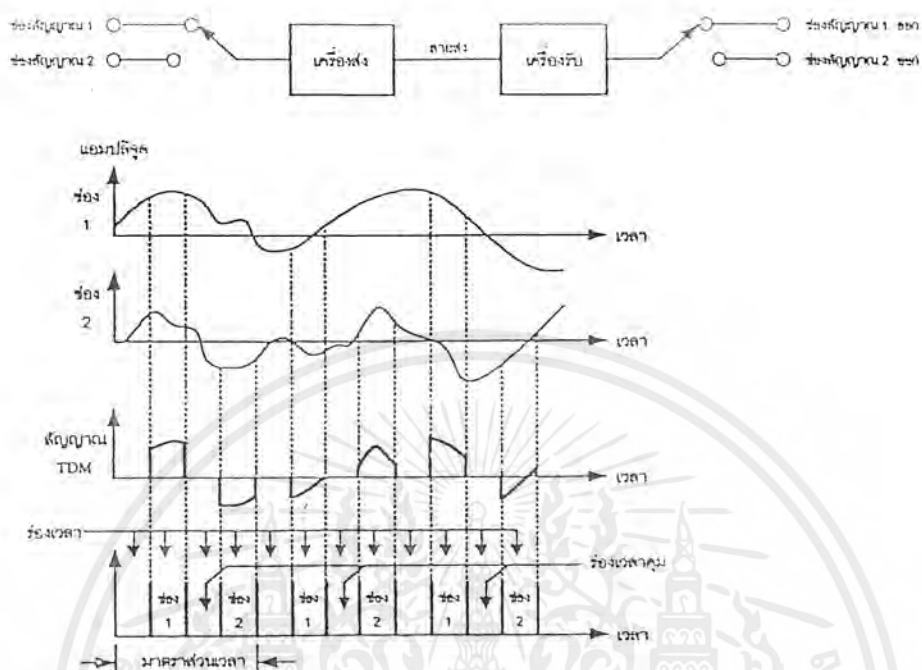 ช่องสัญญาณ 1
ช่องสัญญาณ 2
เครื่องส่ง
สายส่ง
เครื่องรับ
ช่องสัญญาณ 1 ออก
ช่องสัญญาณ 2 ออก
แอมปลิจูด
ช่อง
1
เวลา
ช่อง
2
เวลา
สัญญาณ
TDM
เวลา
ช่องเวลา
ช่องเวลาคุม
ช่อง ช่อง ช่อง ช่อง ช่อง ช่อง
1 2 1 2 1 2
เวลา
มาตราส่วนเวลา